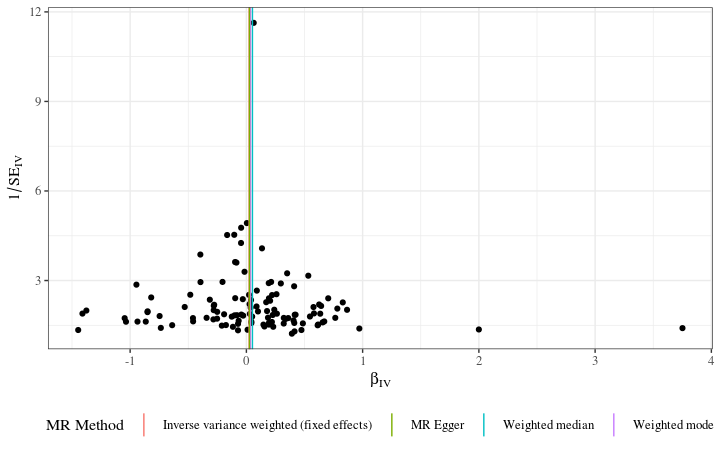 12
9
6
3
1/SE_IV
-1
0
1
2
3
4
β_IV
MR Method
Inverse variance weighted (fixed effects)
MR Egger
Weighted median
Weighted mode